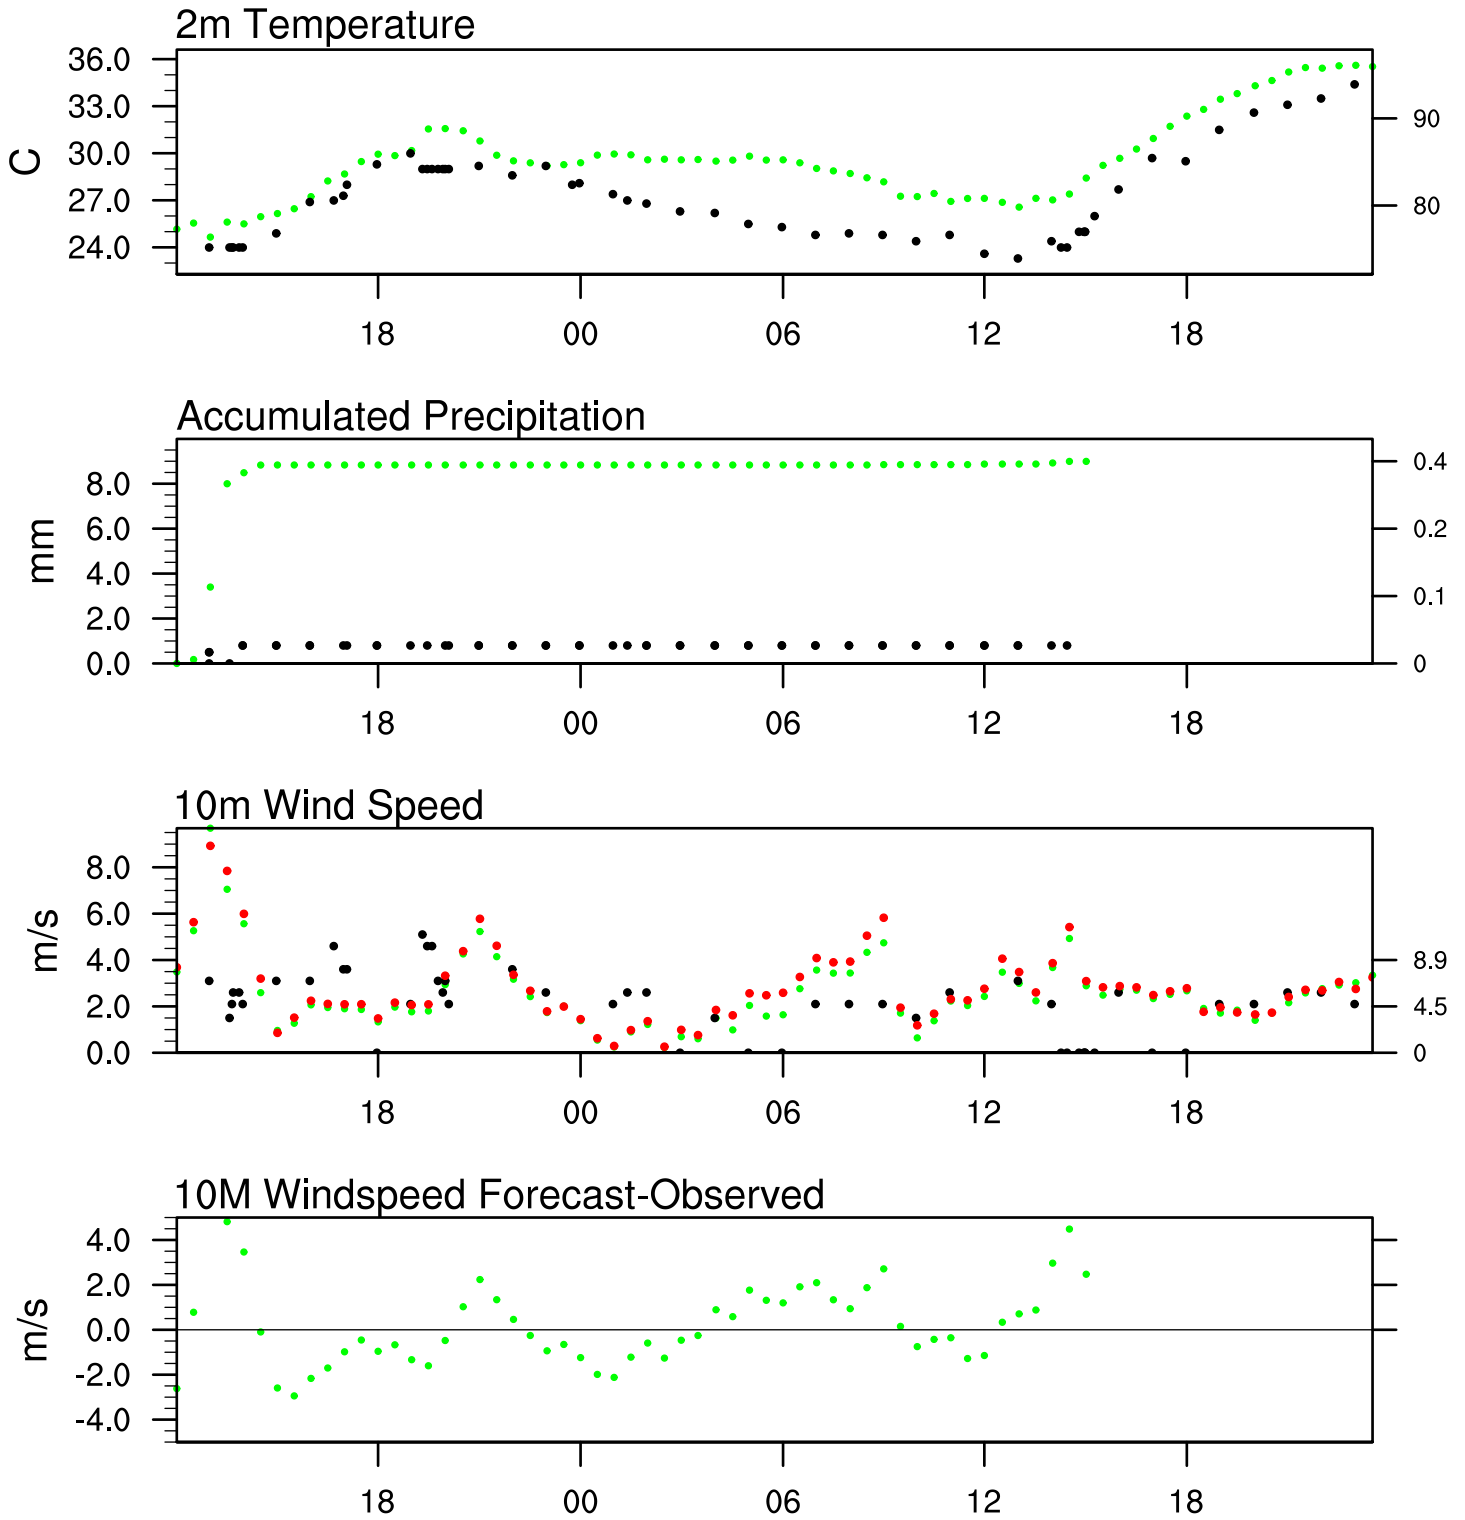 2m Temperature
36.0
33.0
30.0
27.0
24.0
C
90
80
18 00 06 12 18
Accumulated Precipitation
8.0
6.0
4.0
2.0
0.0
mm
0.4
0.2
0.1
0
18 00 06 12 18
10m Wind Speed
8.0
6.0
4.0
2.0
0.0
m/s
8.9
4.5
0
18 00 06 12 18
10M Windspeed Forecast-Observed
4.0
2.0
0.0
-2.0
-4.0
m/s
18 00 06 12 18